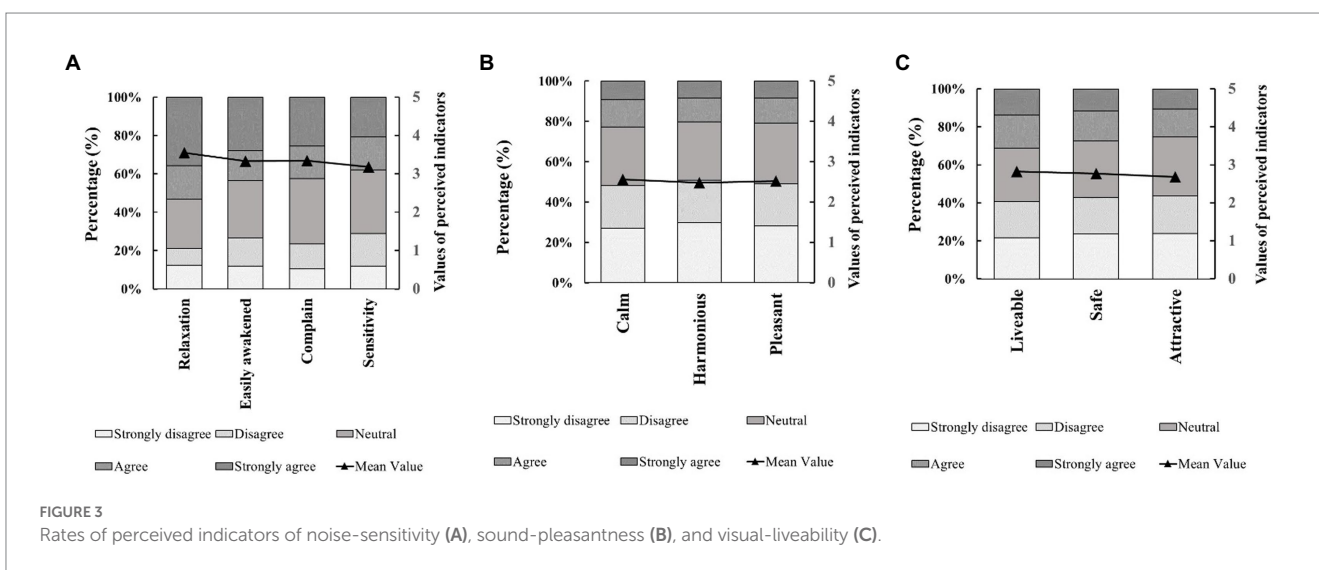 A
Percentage (%)
100%
80%
60%
40%
20%
0%
5
4
3
2
1
0
Values of perceived indicators
Relaxation
Easily awakened
Complain
Sensitivity
Strongly disagree Disagree Neutral
Agree Strongly agree Mean Value
B
Percentage (%)
100%
80%
60%
40%
20%
0%
5
4
3
2
1
0
Values of perceived indicators
Calm
Harmonious
Pleasant
Strongly disagree Disagree Neutral
Agree Strongly agree Mean Value
C
Percentage (%)
100%
80%
60%
40%
20%
0%
5
4
3
2
1
0
Values of perceived indicators
Liveable
Safe
Attractive
Strongly disagree Disagree Neutral
Agree Strongly agree Mean Value
FIGURE 3
Rates of perceived indicators of noise-sensitivity (A), sound-pleasantness (B), and visual-liveability (C).